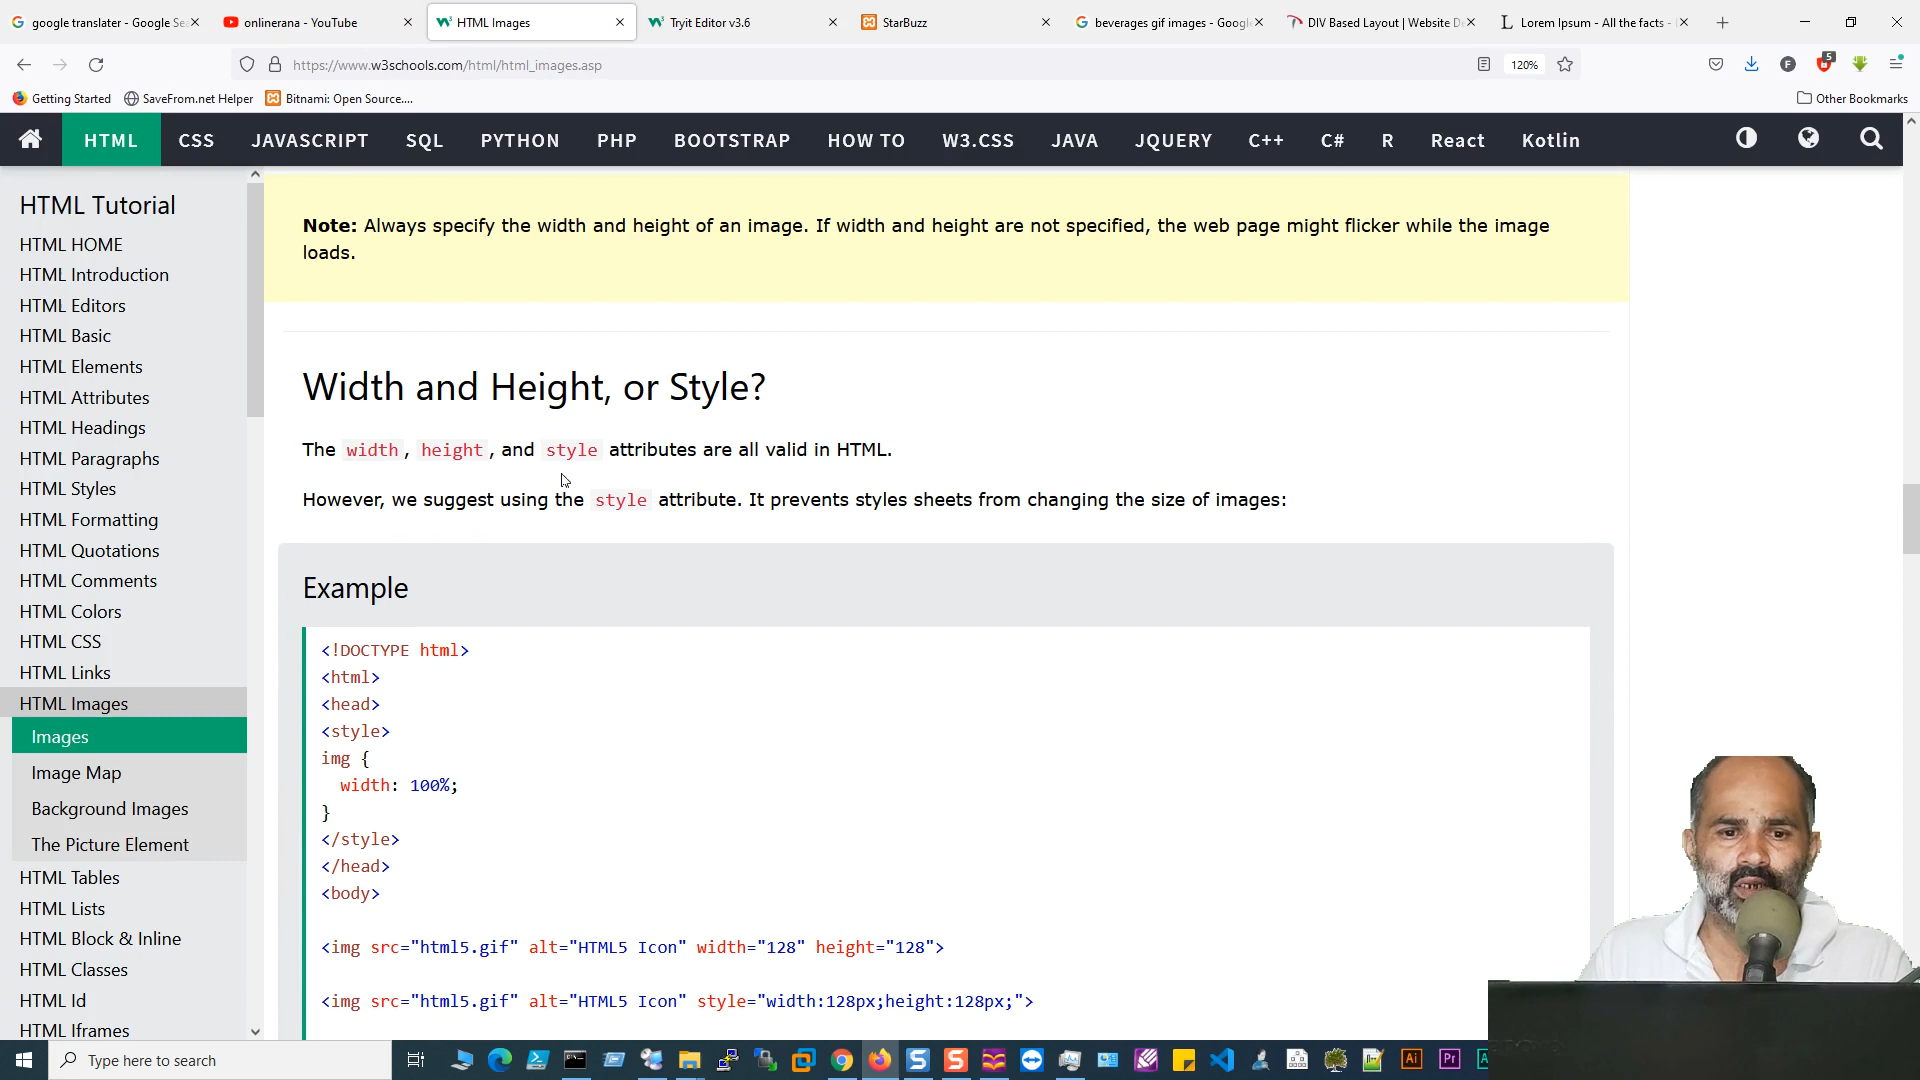 google translater - Google Se
onlinerana - YouTube
HTML Images
Tryit Editor v3.6
StarBuzz
beverages gif images - Google
DIV Based Layout | Website De
Lorem Ipsum - All the facts -
https://www.w3schools.com/html/html_images.asp
120%
5
Getting Started
SaveFrom.net Helper
Bitnami: Open Source....
Other Bookmarks
HTML
CSS
JAVASCRIPT
SQL
PYTHON
PHP
BOOTSTRAP
HOW TO
W3.CSS
JAVA
JQUERY
C++
C#
R
React
Kotlin
HTML Tutorial
HTML HOME
HTML Introduction
HTML Editors
HTML Basic
HTML Elements
HTML Attributes
HTML Headings
HTML Paragraphs
HTML Styles
HTML Formatting
HTML Quotations
HTML Comments
HTML Colors
HTML CSS
HTML Links
HTML Images
Images
Image Map
Background Images
The Picture Element
HTML Tables
HTML Lists
HTML Block & Inline
HTML Classes
HTML Id
HTML Iframes
Note: Always specify the width and height of an image. If width and height are not specified, the web page might flicker while the image
loads.
Width and Height, or Style?
The width, height, and style attributes are all valid in HTML.
However, we suggest using the style attribute. It prevents styles sheets from changing the size of images:
Example
<!DOCTYPE html>
<html>
<head>
<style>
img {
width: 100%;
}
</style>
</head>
<body>
<img src="html5.gif" alt="HTML5 Icon" width="128" height="128">
<img src="html5.gif" alt="HTML5 Icon" style="width:128px;height:128px;">
Type here to search
Ai
Pr